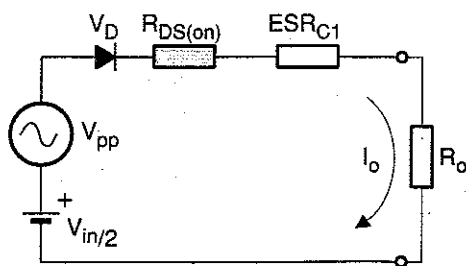 V_D
R_DS(on)
ESR_C1
V_pp
I_o
R_o
+
V_in/2